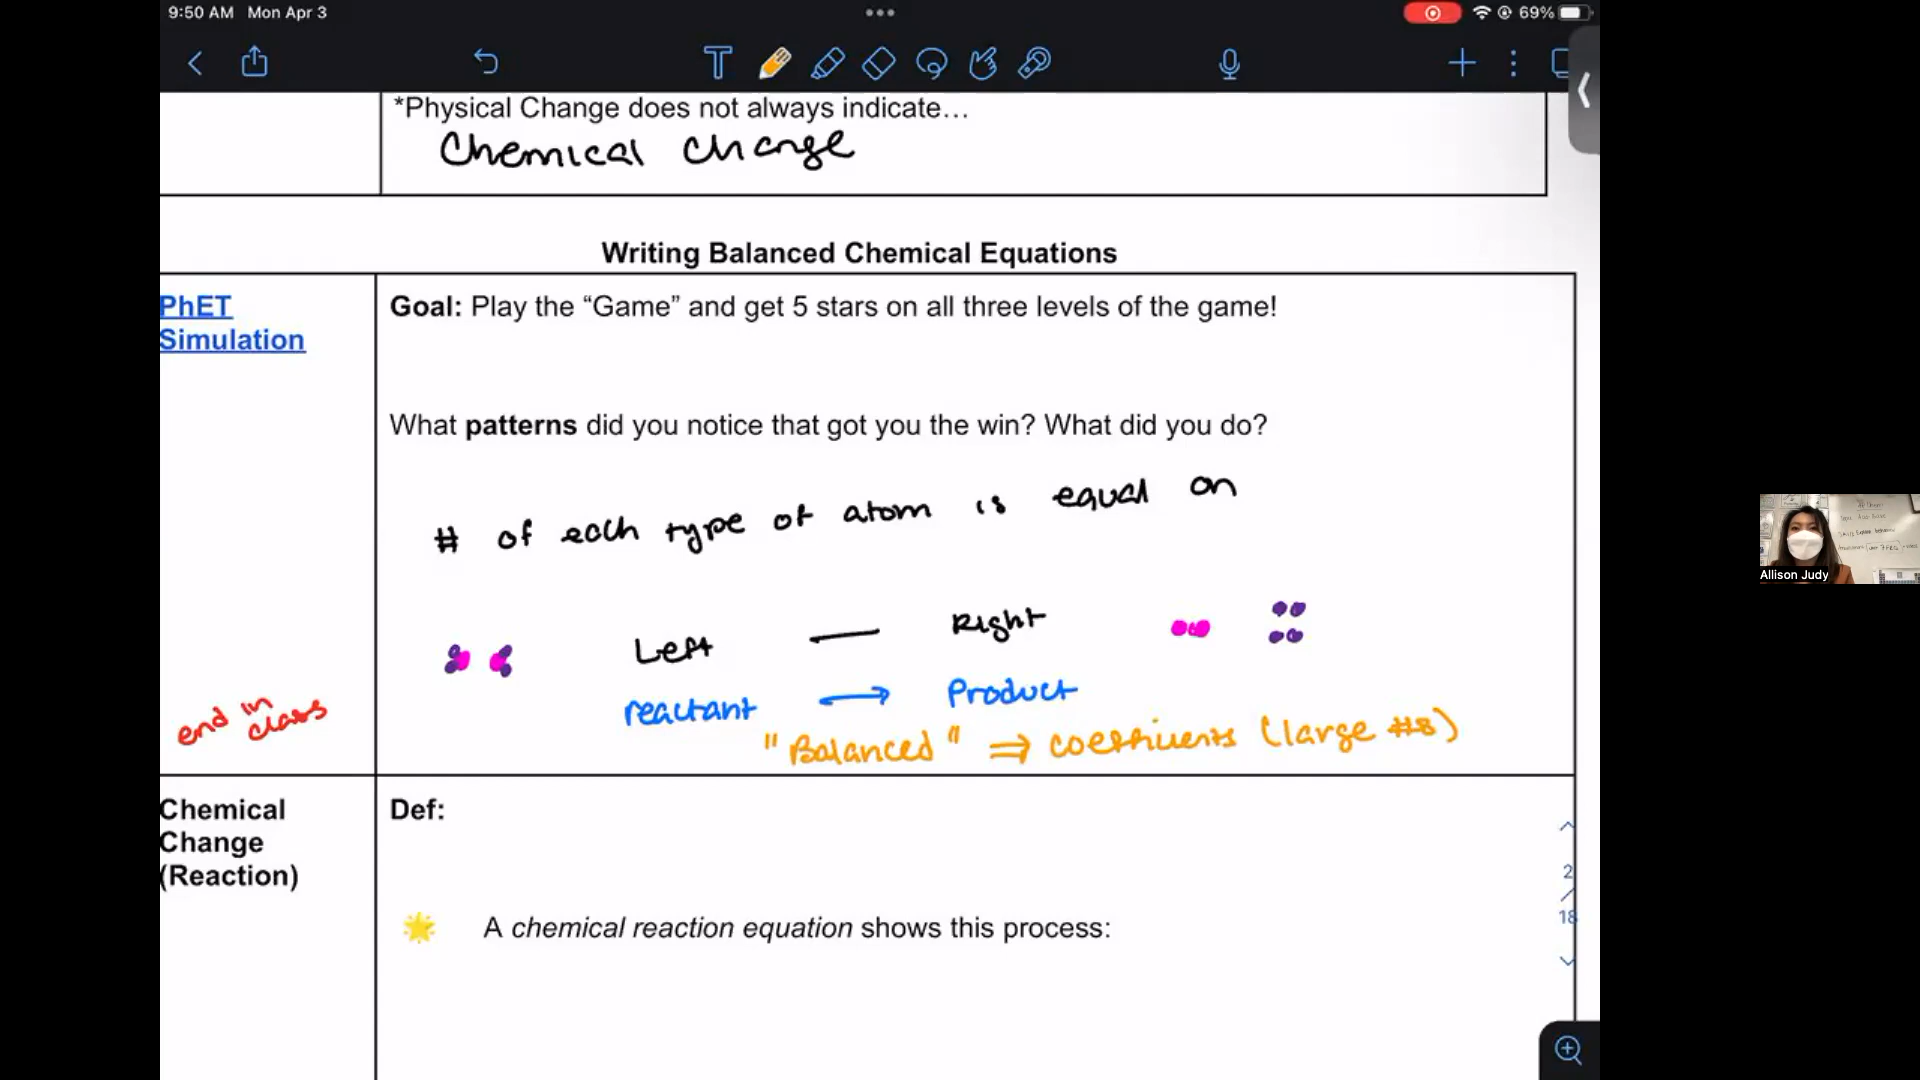 9:50 AM Mon Apr 3
69%
*Physical Change does not always indicate…
Chemical change
Writing Balanced Chemical Equations
PhET
Simulation
Goal: Play the “Game” and get 5 stars on all three levels of the game!
What patterns did you notice that got you the win? What did you do?
# of each type of atom is equal on
Left — Right
reactant → Product
end in
class
"Balanced" ⇒ coefficients (large #s)
Chemical
Change
(Reaction)
Def:
A chemical reaction equation shows this process:
2
/
18
Allison Judy